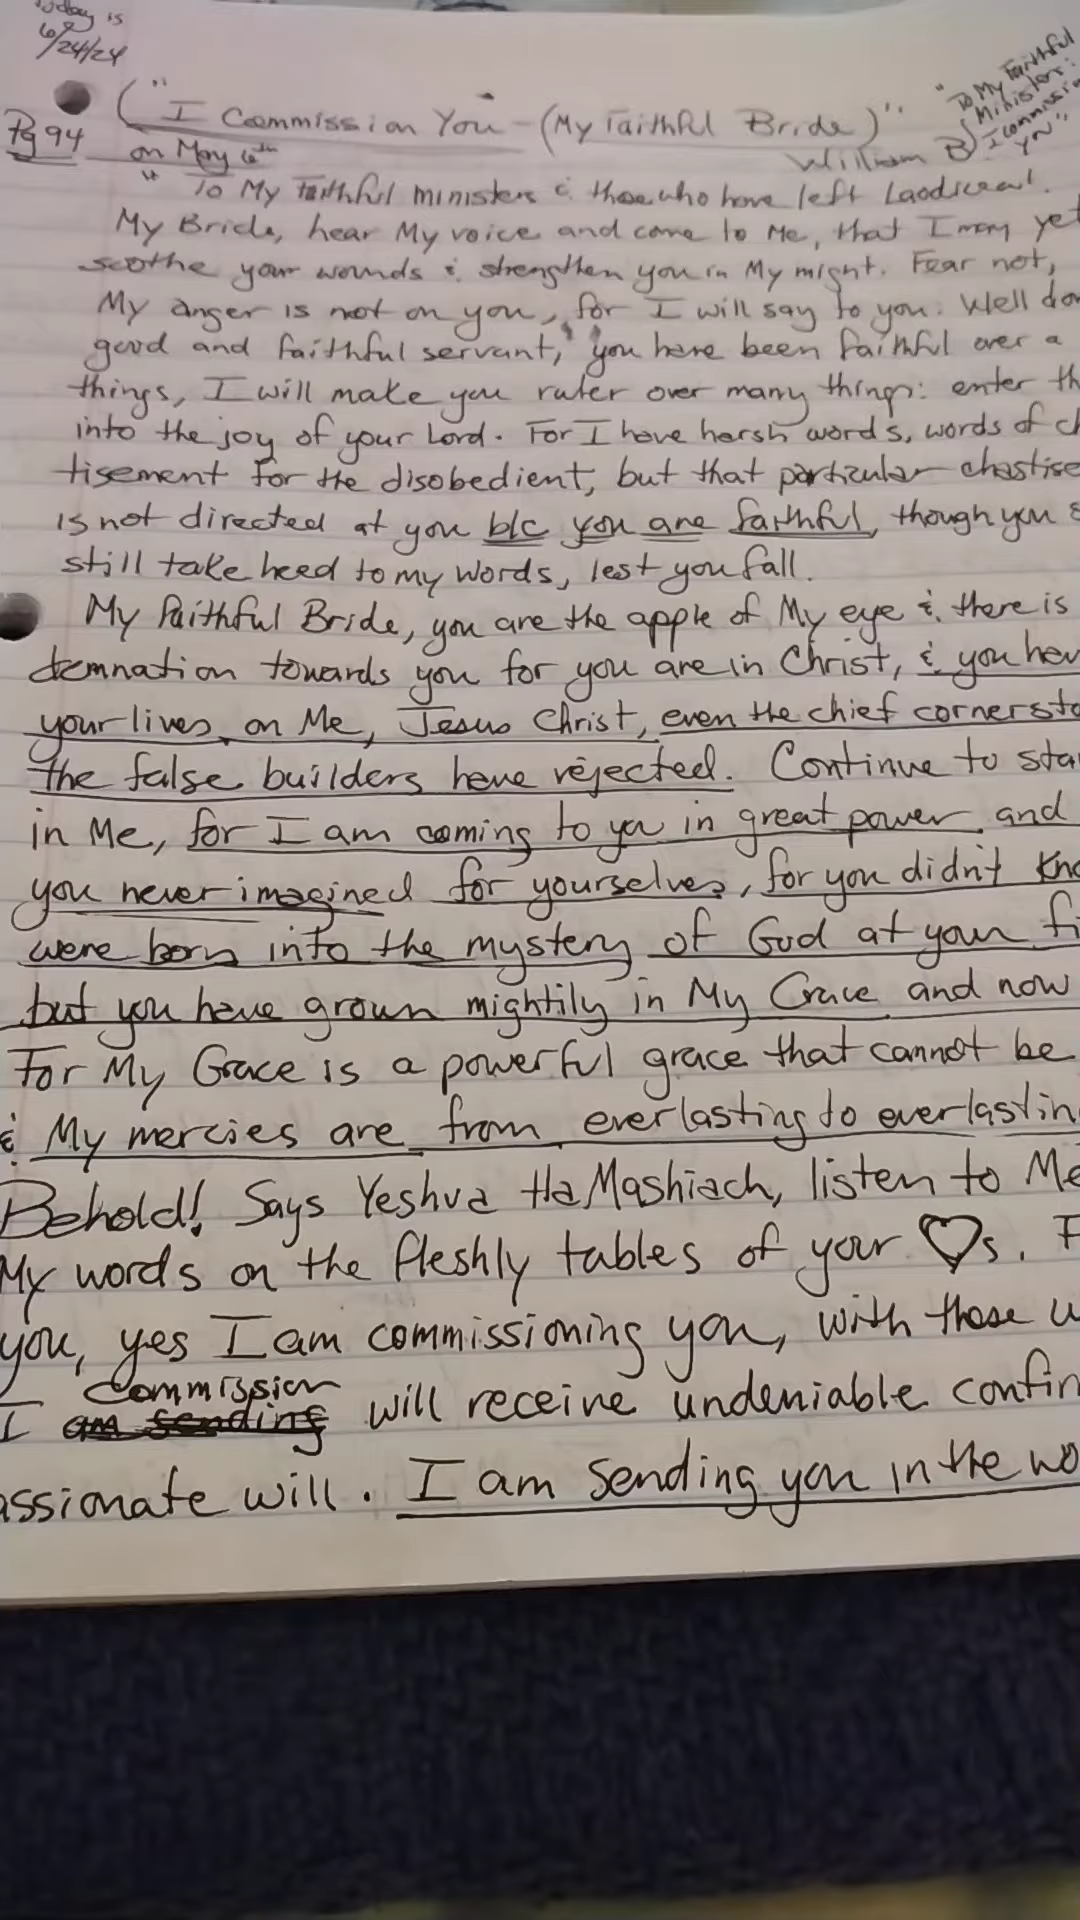 Today is
6/24/24
Pg 94
("I Commission You - (My Faithful Bride)".
"To My Faithful
Ministers:
I commission
yn"
on May 6th
William B
"To My Faithful ministers & those who have left Laodicea!.
My Bride, hear My voice and come to Me, that I may yet
soothe your wounds & strengthen you in My might. Fear not,
My anger is not on you, for I will say to you: Well don
good and faithful servant, you have been faithful over a
things, I will make you ruler over many things: enter th
into the joy of your Lord. For I have harsh words, words of ch
tisement for the disobedient, but that particular chastise
is not directed at you b/c you are faithful, though you s
still take heed to my words, lest you fall.
My faithful Bride, you are the apple of My eye & there is
demnation towards you for you are in Christ, & you hav
your lives on Me, Jesus Christ, even the chief cornersto
the false builders have rejected. Continue to sta
in Me, for I am coming to you in great power and
you never imagined for yourselves, for you didn't kno
were born into the mystery of God at your fi
but you have grown mightily in My Grace and now
For My Grace is a powerful grace that cannot be
& My mercies are from everlasting to everlastin
Behold! Says Yeshua Ha Mashiach, listen to Me
My words on the fleshly tables of your ♡s. F
you, yes I am commissioning you, with those w
commission
I am sending will receive undeniable confir
assionate will. I am sending you in the wo